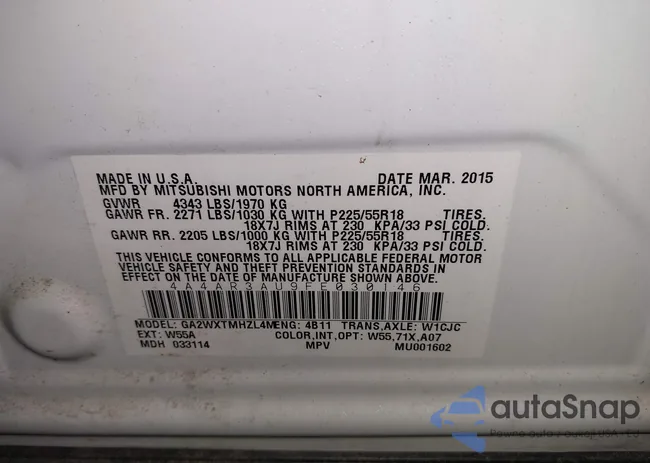 MADE IN U.S.A. DATE MAR. 2015
MFD BY MITSUBISHI MOTORS NORTH AMERICA, INC.
GVWR 4343 LBS/1970 KG
GAWR FR. 2271 LBS/1030 KG WITH P225/55R18 TIRES.
18X7J RIMS AT 230 KPA/33 PSI COLD.
GAWR RR. 2205 LBS/1000 KG WITH P225/55R18 TIRES.
18X7J RIMS AT 230 KPA/33 PSI COLD.
THIS VEHICLE CONFORMS TO ALL APPLICABLE FEDERAL MOTOR
VEHICLE SAFETY AND THEFT PREVENTION STANDARDS IN
EFFECT ON THE DATE OF MANUFACTURE SHOWN ABOVE.
4A4AR3AU9FE030146
MODEL: GA2WXTMHZL4M ENG: 4B11 TRANS,AXLE: W1CJC
EXT: W55A COLOR,INT,OPT: W55,71X,A07
MDH 033114 MPV MU001602
autoSnap